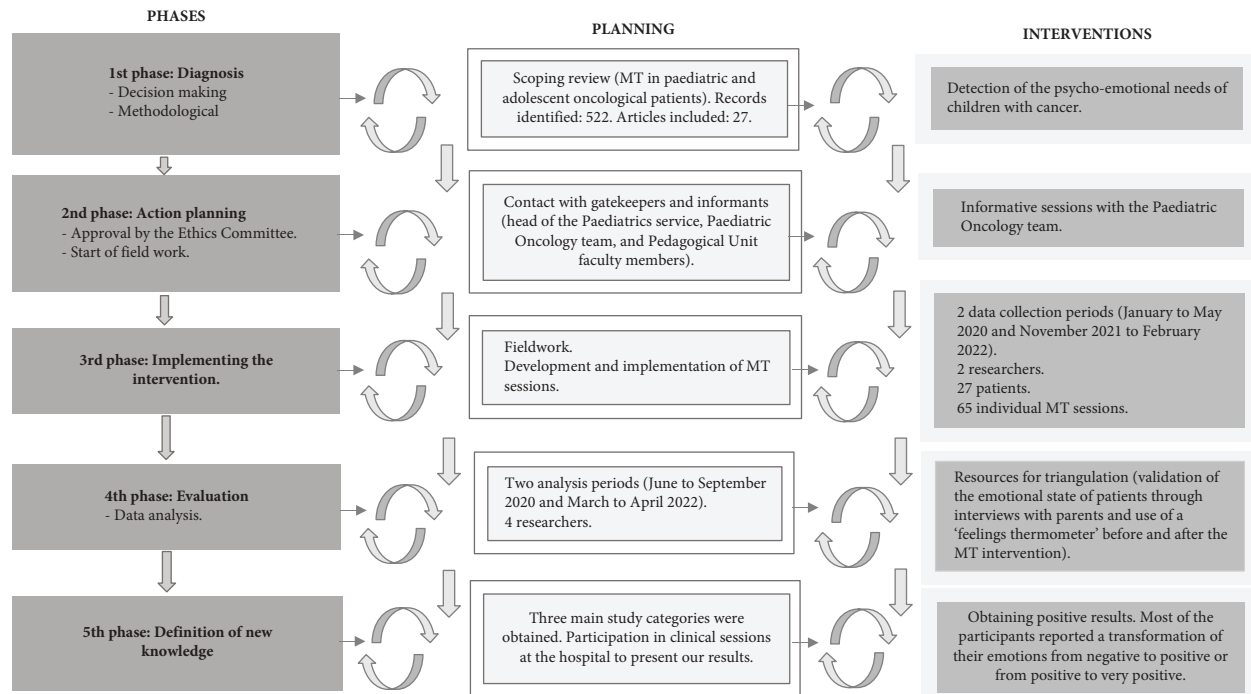 PHASES
PLANNING
INTERVENTIONS
1st phase: Diagnosis
- Decision making
- Methodological
Scoping review (MT in paediatric and
adolescent oncological patients). Records
identified: 522. Articles included: 27.
Detection of the psycho-emotional needs of
children with cancer.
2nd phase: Action planning
- Approval by the Ethics Committee.
- Start of field work.
Contact with gatekeepers and informants
(head of the Paediatrics service, Paediatric
Oncology team, and Pedagogical Unit
faculty members).
Informative sessions with the Paediatric
Oncology team.
3rd phase: Implementing the
intervention.
Fieldwork.
Development and implementation of MT
sessions.
2 data collection periods (January to May
2020 and November 2021 to February
2022).
2 researchers.
27 patients.
65 individual MT sessions.
4th phase: Evaluation
- Data analysis.
Two analysis periods (June to September
2020 and March to April 2022).
4 researchers.
Resources for triangulation (validation of
the emotional state of patients through
interviews with parents and use of a
‘feelings thermometer’ before and after the
MT intervention).
5th phase: Definition of new
knowledge
Three main study categories were
obtained. Participation in clinical sessions
at the hospital to present our results.
Obtaining positive results. Most of the
participants reported a transformation of
their emotions from negative to positive or
from positive to very positive.